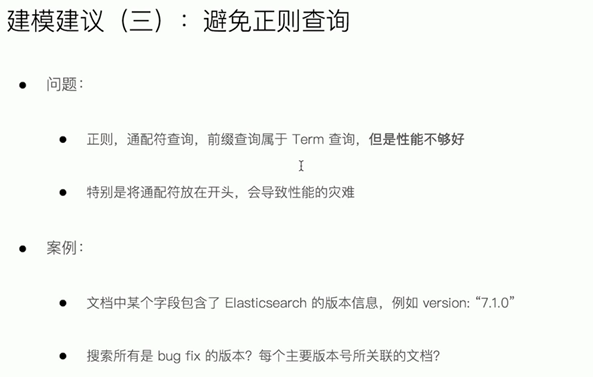 建模建议（三）：避免正则查询
● 问题：
● 正则，通配符查询，前缀查询属于 Term 查询，但是性能不够好
● 特别是将通配符放在开头，会导致性能的灾难
● 案例：
● 文档中某个字段包含了 Elasticsearch 的版本信息，例如 version: “7.1.0”
● 搜索所有是 bug fix 的版本？每个主要版本号所关联的文档？